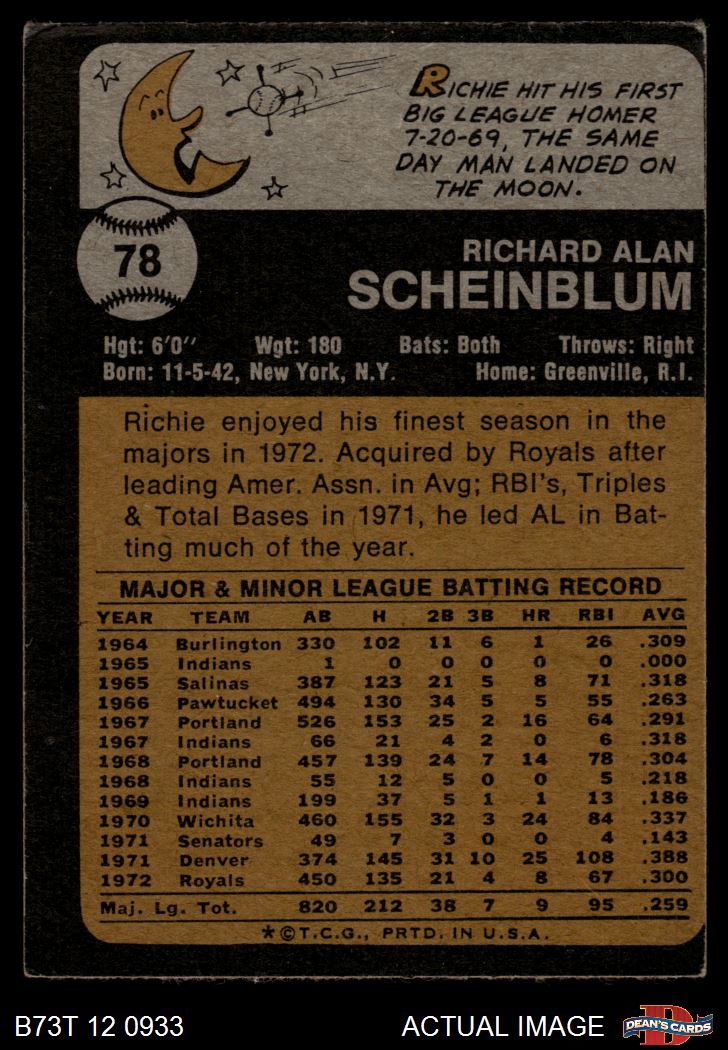 RICHIE HIT HIS FIRST
BIG LEAGUE HOMER
7-20-69, THE SAME
DAY MAN LANDED ON
THE MOON.
78
RICHARD ALAN
SCHEINBLUM
Hgt: 6'0" Wgt: 180 Bats: Both Throws: Right
Born: 11-5-42, New York, N.Y. Home: Greenville, R.I.
Richie enjoyed his finest season in the
majors in 1972. Acquired by Royals after
leading Amer. Assn. in Avg; RBI's, Triples
& Total Bases in 1971, he led AL in Bat-
ting much of the year.
MAJOR & MINOR LEAGUE BATTING RECORD
YEAR TEAM AB H 2B 3B HR RBI AVG
1964 Burlington 330 102 11 6 1 26 .309
1965 Indians 1 0 0 0 0 0 .000
1965 Salinas 387 123 21 5 8 71 .318
1966 Pawtucket 494 130 34 5 5 55 .263
1967 Portland 526 153 25 2 16 64 .291
1967 Indians 66 21 4 2 0 6 .318
1968 Portland 457 139 24 7 14 78 .304
1968 Indians 55 12 5 0 0 5 .218
1969 Indians 199 37 5 1 1 13 .186
1970 Wichita 460 155 32 3 24 84 .337
1971 Senators 49 7 3 0 0 4 .143
1971 Denver 374 145 31 10 25 108 .388
1972 Royals 450 135 21 4 8 67 .300
Maj. Lg. Tot. 820 212 38 7 9 95 .259
*©T.C.G., PRTD. IN U.S.A.
B73T 12 0933 ACTUAL IMAGE D DEAN'S CARDS